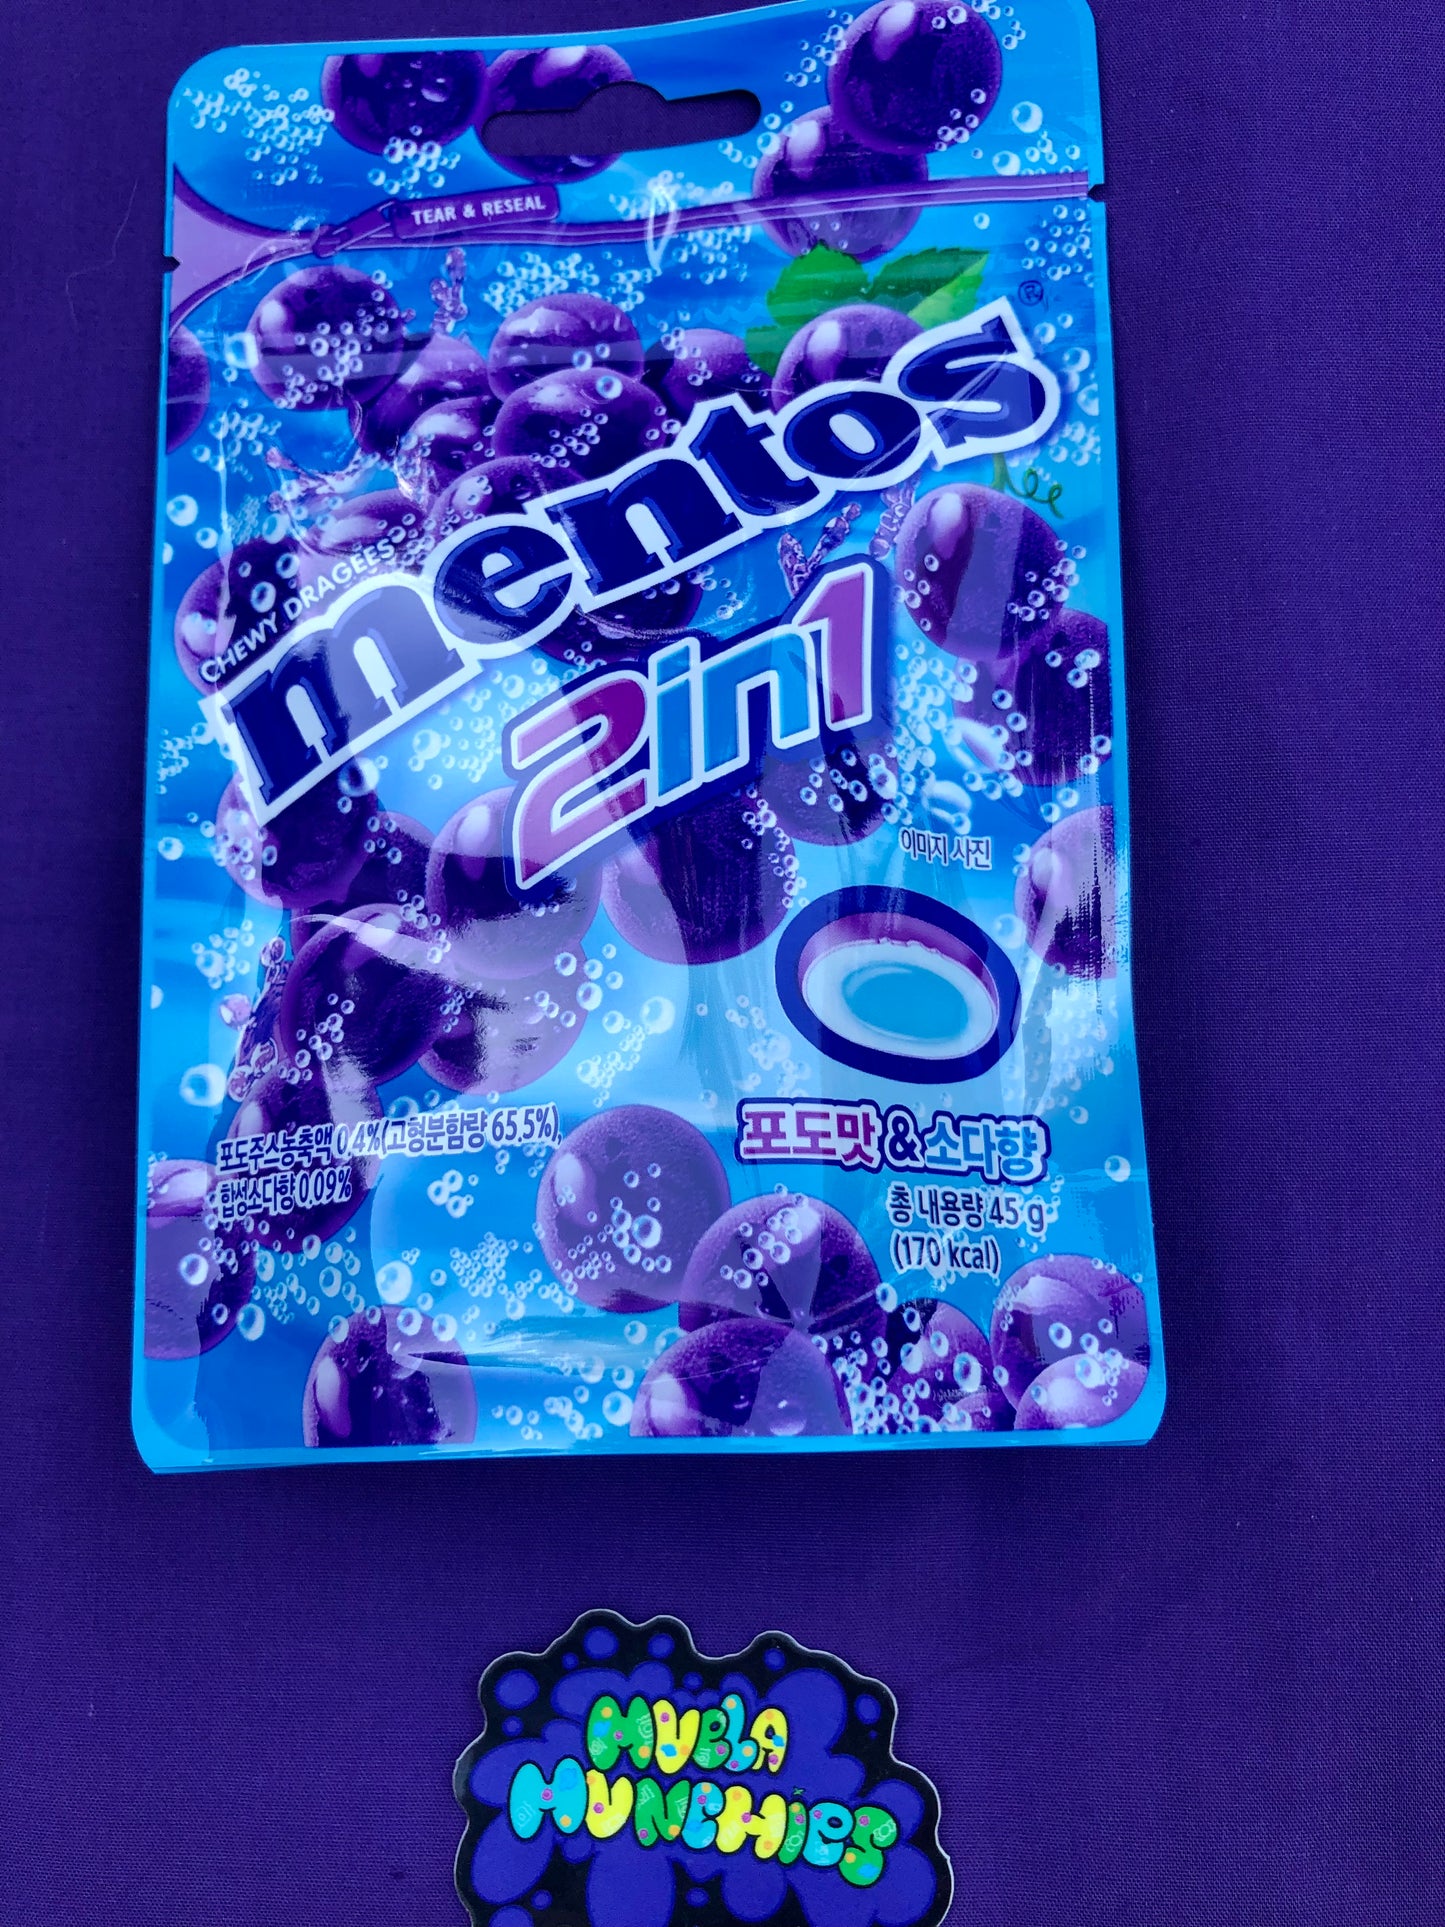 TEAR & RESEAL
CHEWY DRAGÉES
mentos®
2in1
이미지 사진
포도주스농축액 0.4%(고형분함량 65.5%),
합성소다향 0.09%
포도맛 & 소다향
총 내용량 45 g
(170 kcal)
MUELA
MUNCHIES